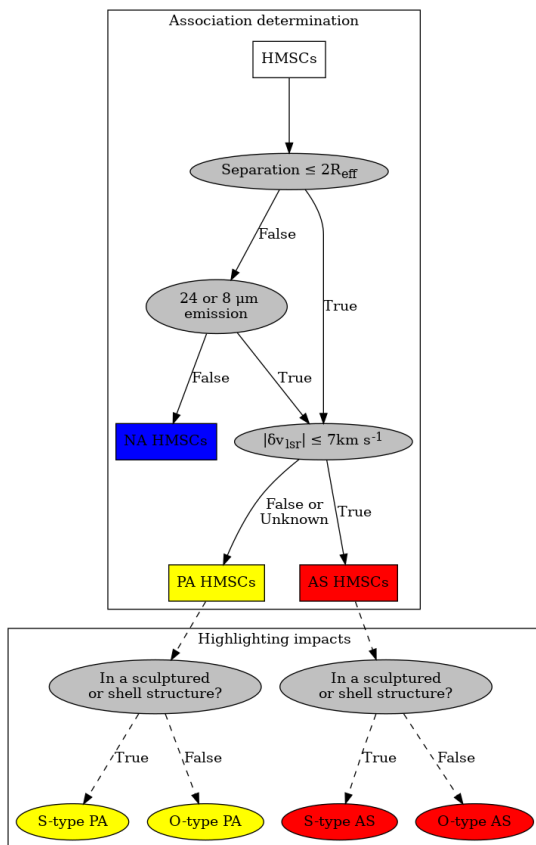 Association determination
HMSCs
Separation ≤ 2R_eff
False
24 or 8 μm
emission
True
False
True
NA HMSCs
|δv_lsr| ≤ 7km s^-1
False or
Unknown
True
PA HMSCs
AS HMSCs
Highlighting impacts
In a sculptured
or shell structure?
In a sculptured
or shell structure?
True
False
True
False
S-type PA
O-type PA
S-type AS
O-type AS